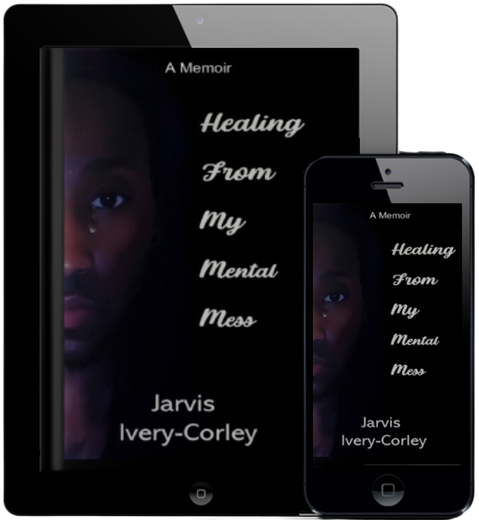 A Memoir
Healing
From
My
Mental
Mess
Jarvis
Ivery-Corley
A Memoir
Healing
From
My
Mental
Mess
Jarvis
Ivery-Corley